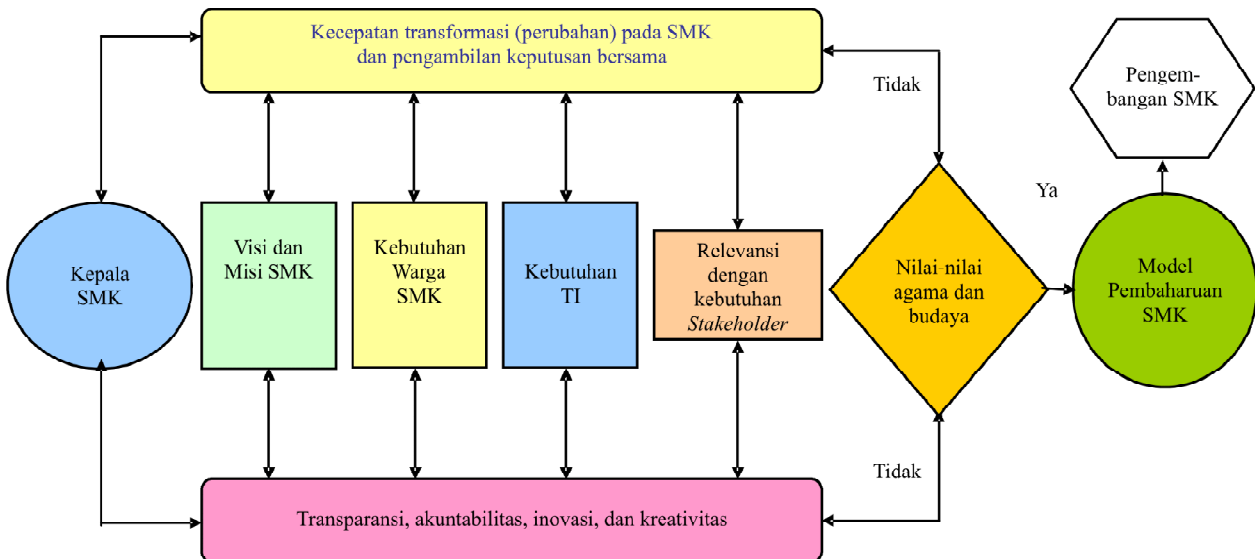 Kecepatan transformasi (perubahan) pada SMK
dan pengambilan keputusan bersama
Tidak
Pengem-
bangan SMK
Ya
Kepala
SMK
Visi dan
Misi SMK
Kebutuhan
Warga
SMK
Kebutuhan
TI
Relevansi
dengan
kebutuhan
Stakeholder
Nilai-nilai
agama dan
budaya
Model
Pembaharuan
SMK
Tidak
Transparansi, akuntabilitas, inovasi, dan kreativitas